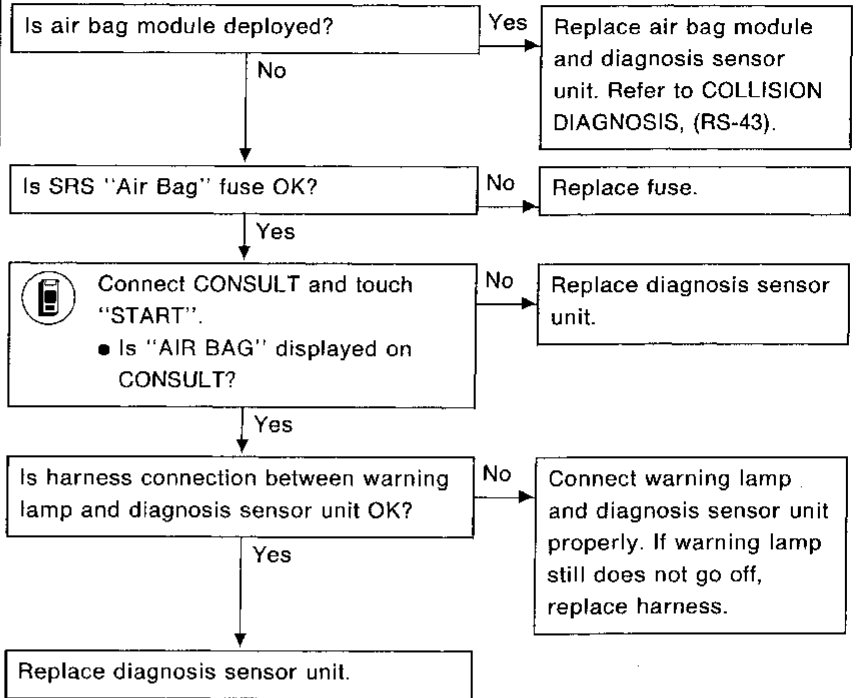 Is air bag module deployed?
Yes
Replace air bag module
and diagnosis sensor
unit. Refer to COLLISION
DIAGNOSIS, (RS-43).
No
Is SRS "Air Bag" fuse OK?
No
Replace fuse.
Yes
Connect CONSULT and touch
"START".
● Is "AIR BAG" displayed on
CONSULT?
No
Replace diagnosis sensor
unit.
Yes
Is harness connection between warning
lamp and diagnosis sensor unit OK?
No
Connect warning lamp
and diagnosis sensor unit
properly. If warning lamp
still does not go off,
replace harness.
Yes
Replace diagnosis sensor unit.